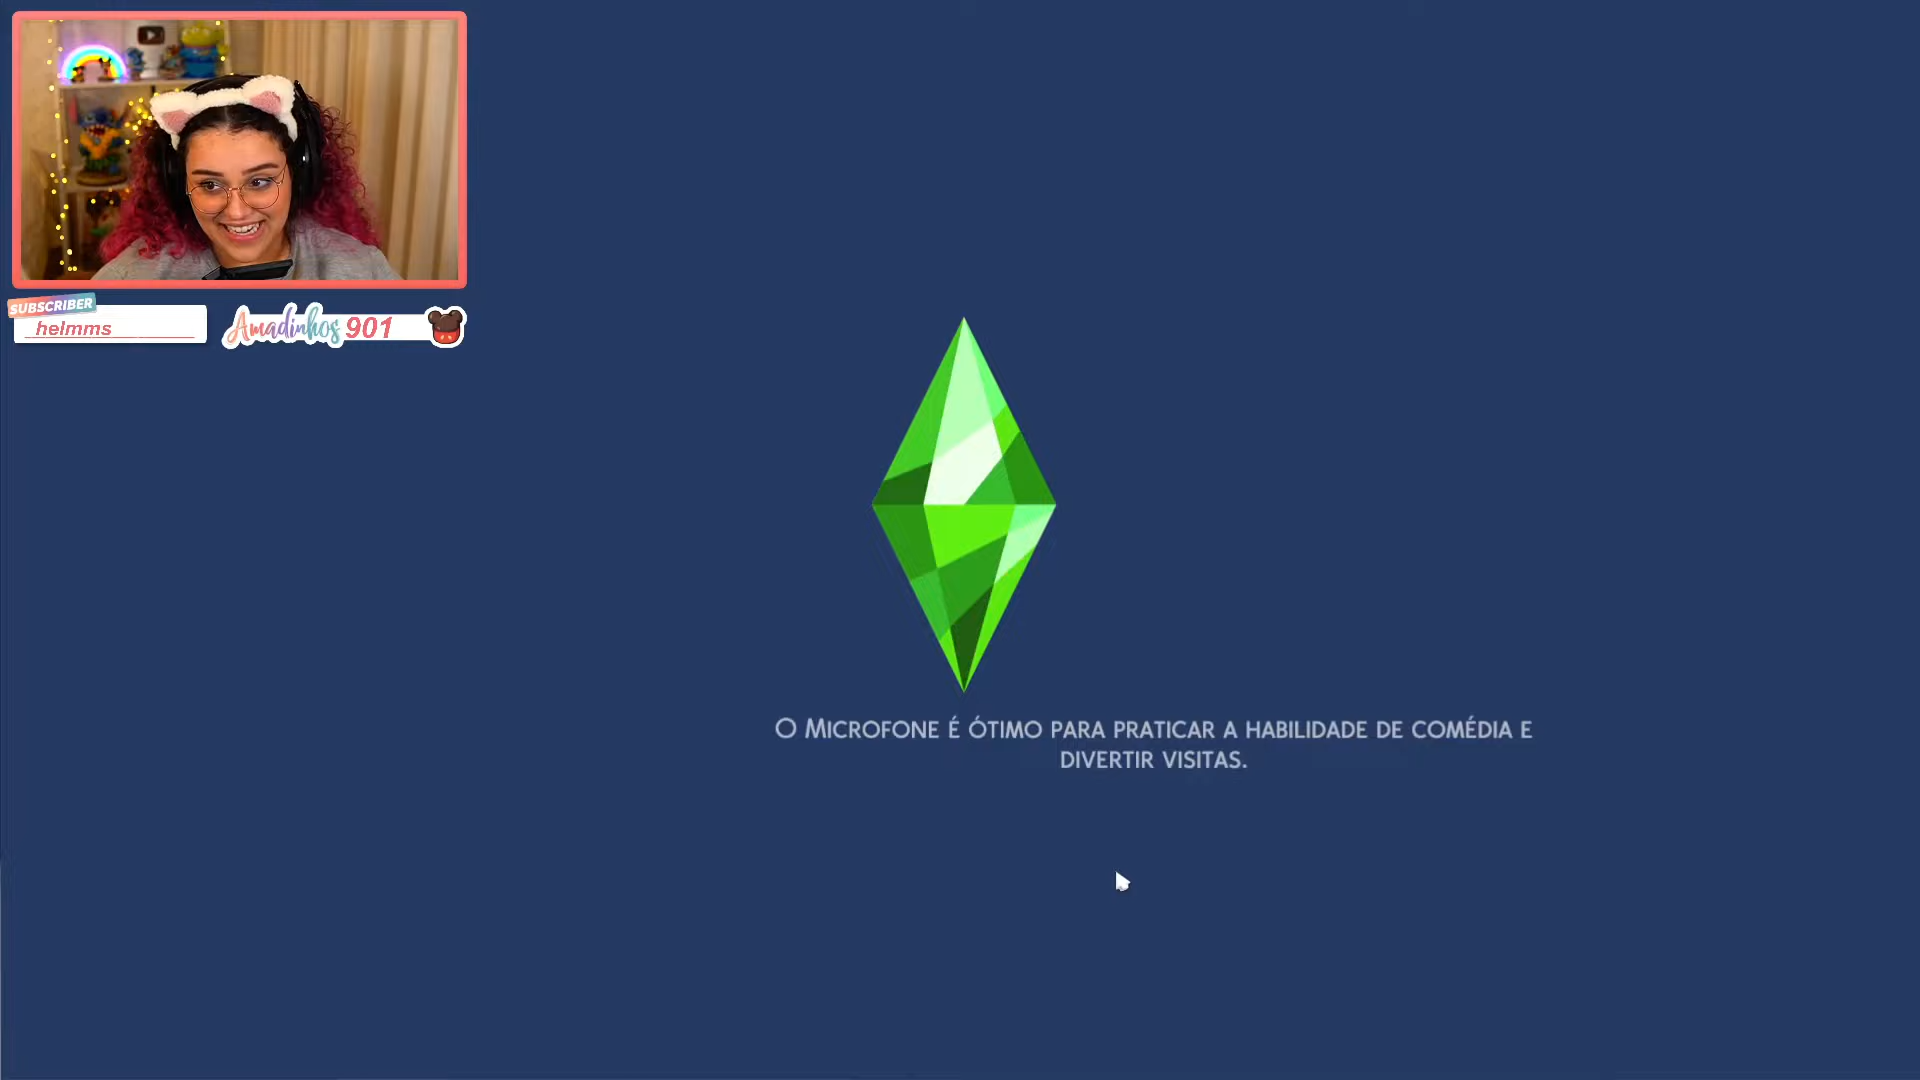 SUBSCRIBER
helmms
Amadinhos 901
O MICROFONE É ÓTIMO PARA PRATICAR A HABILIDADE DE COMÉDIA E
DIVERTIR VISITAS.